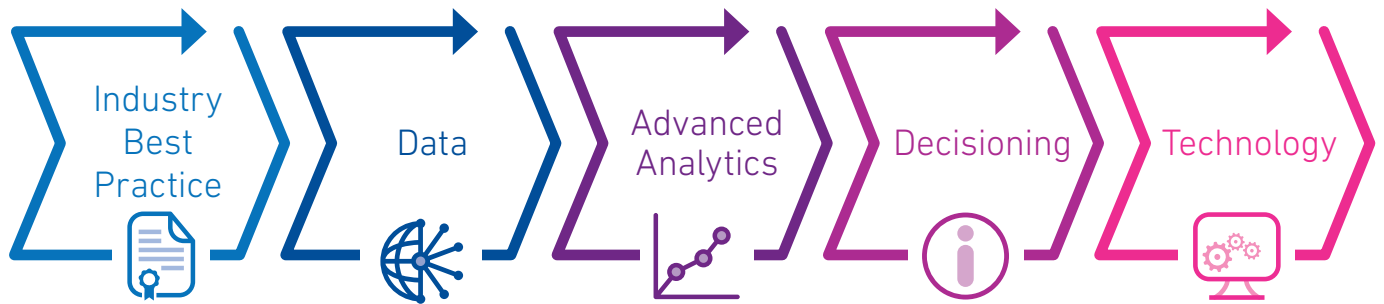 Industry
Best
Practice
Data
Advanced
Analytics
Decisioning
Technology